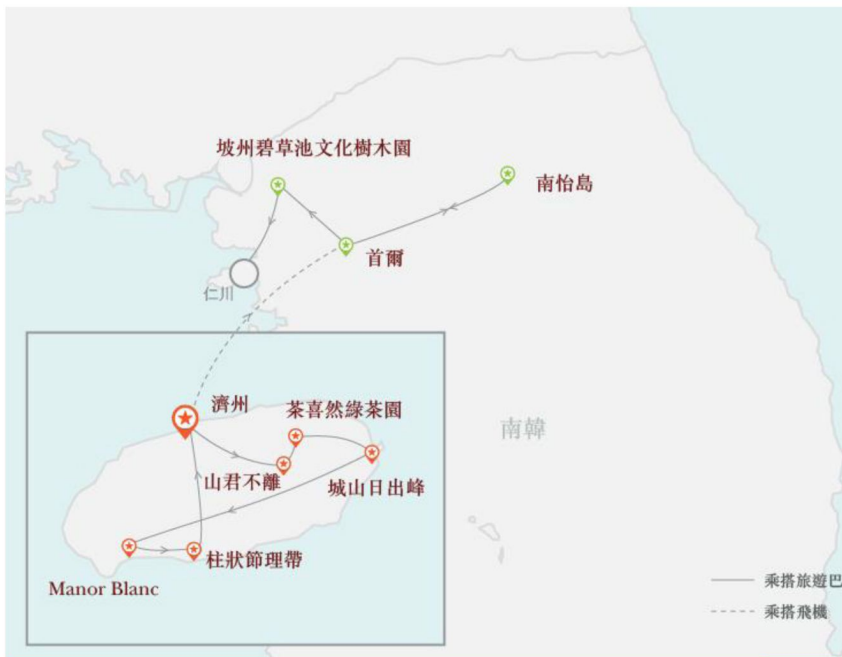 坡州碧草池文化樹木園
南怡島
首爾
仁川
濟州
茶喜然綠茶園
南韓
山君不離
城山日出峰
柱狀節理帶
Manor Blanc
乘搭旅遊巴
乘搭飛機